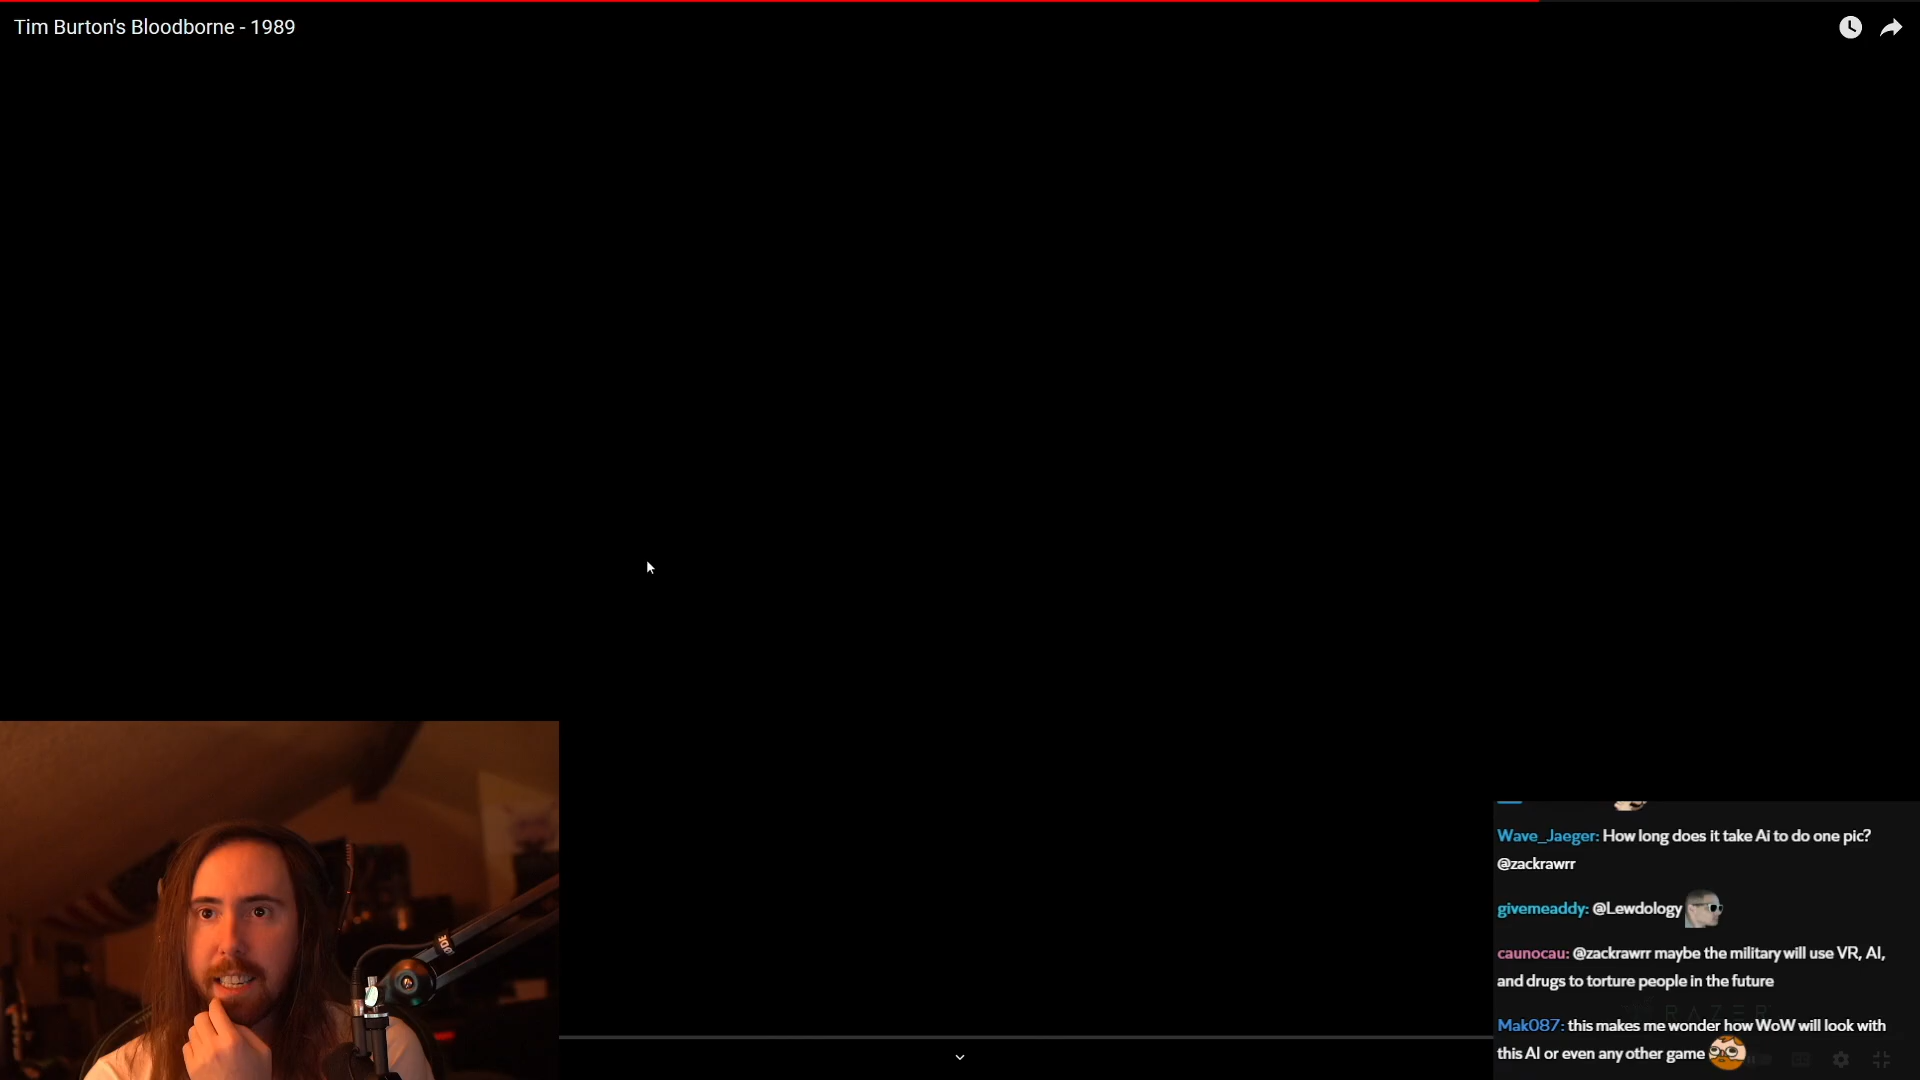 Tim Burton's Bloodborne - 1989
Wave_Jaeger: How long does it take Ai to do one pic?
@zackrawrr
givemeaddy: @Lewdology
caunocau: @zackrawrr maybe the military will use VR, AI,
and drugs to torture people in the future
RAZER
Mak087: this makes me wonder how WoW will look with
this AI or even any other game